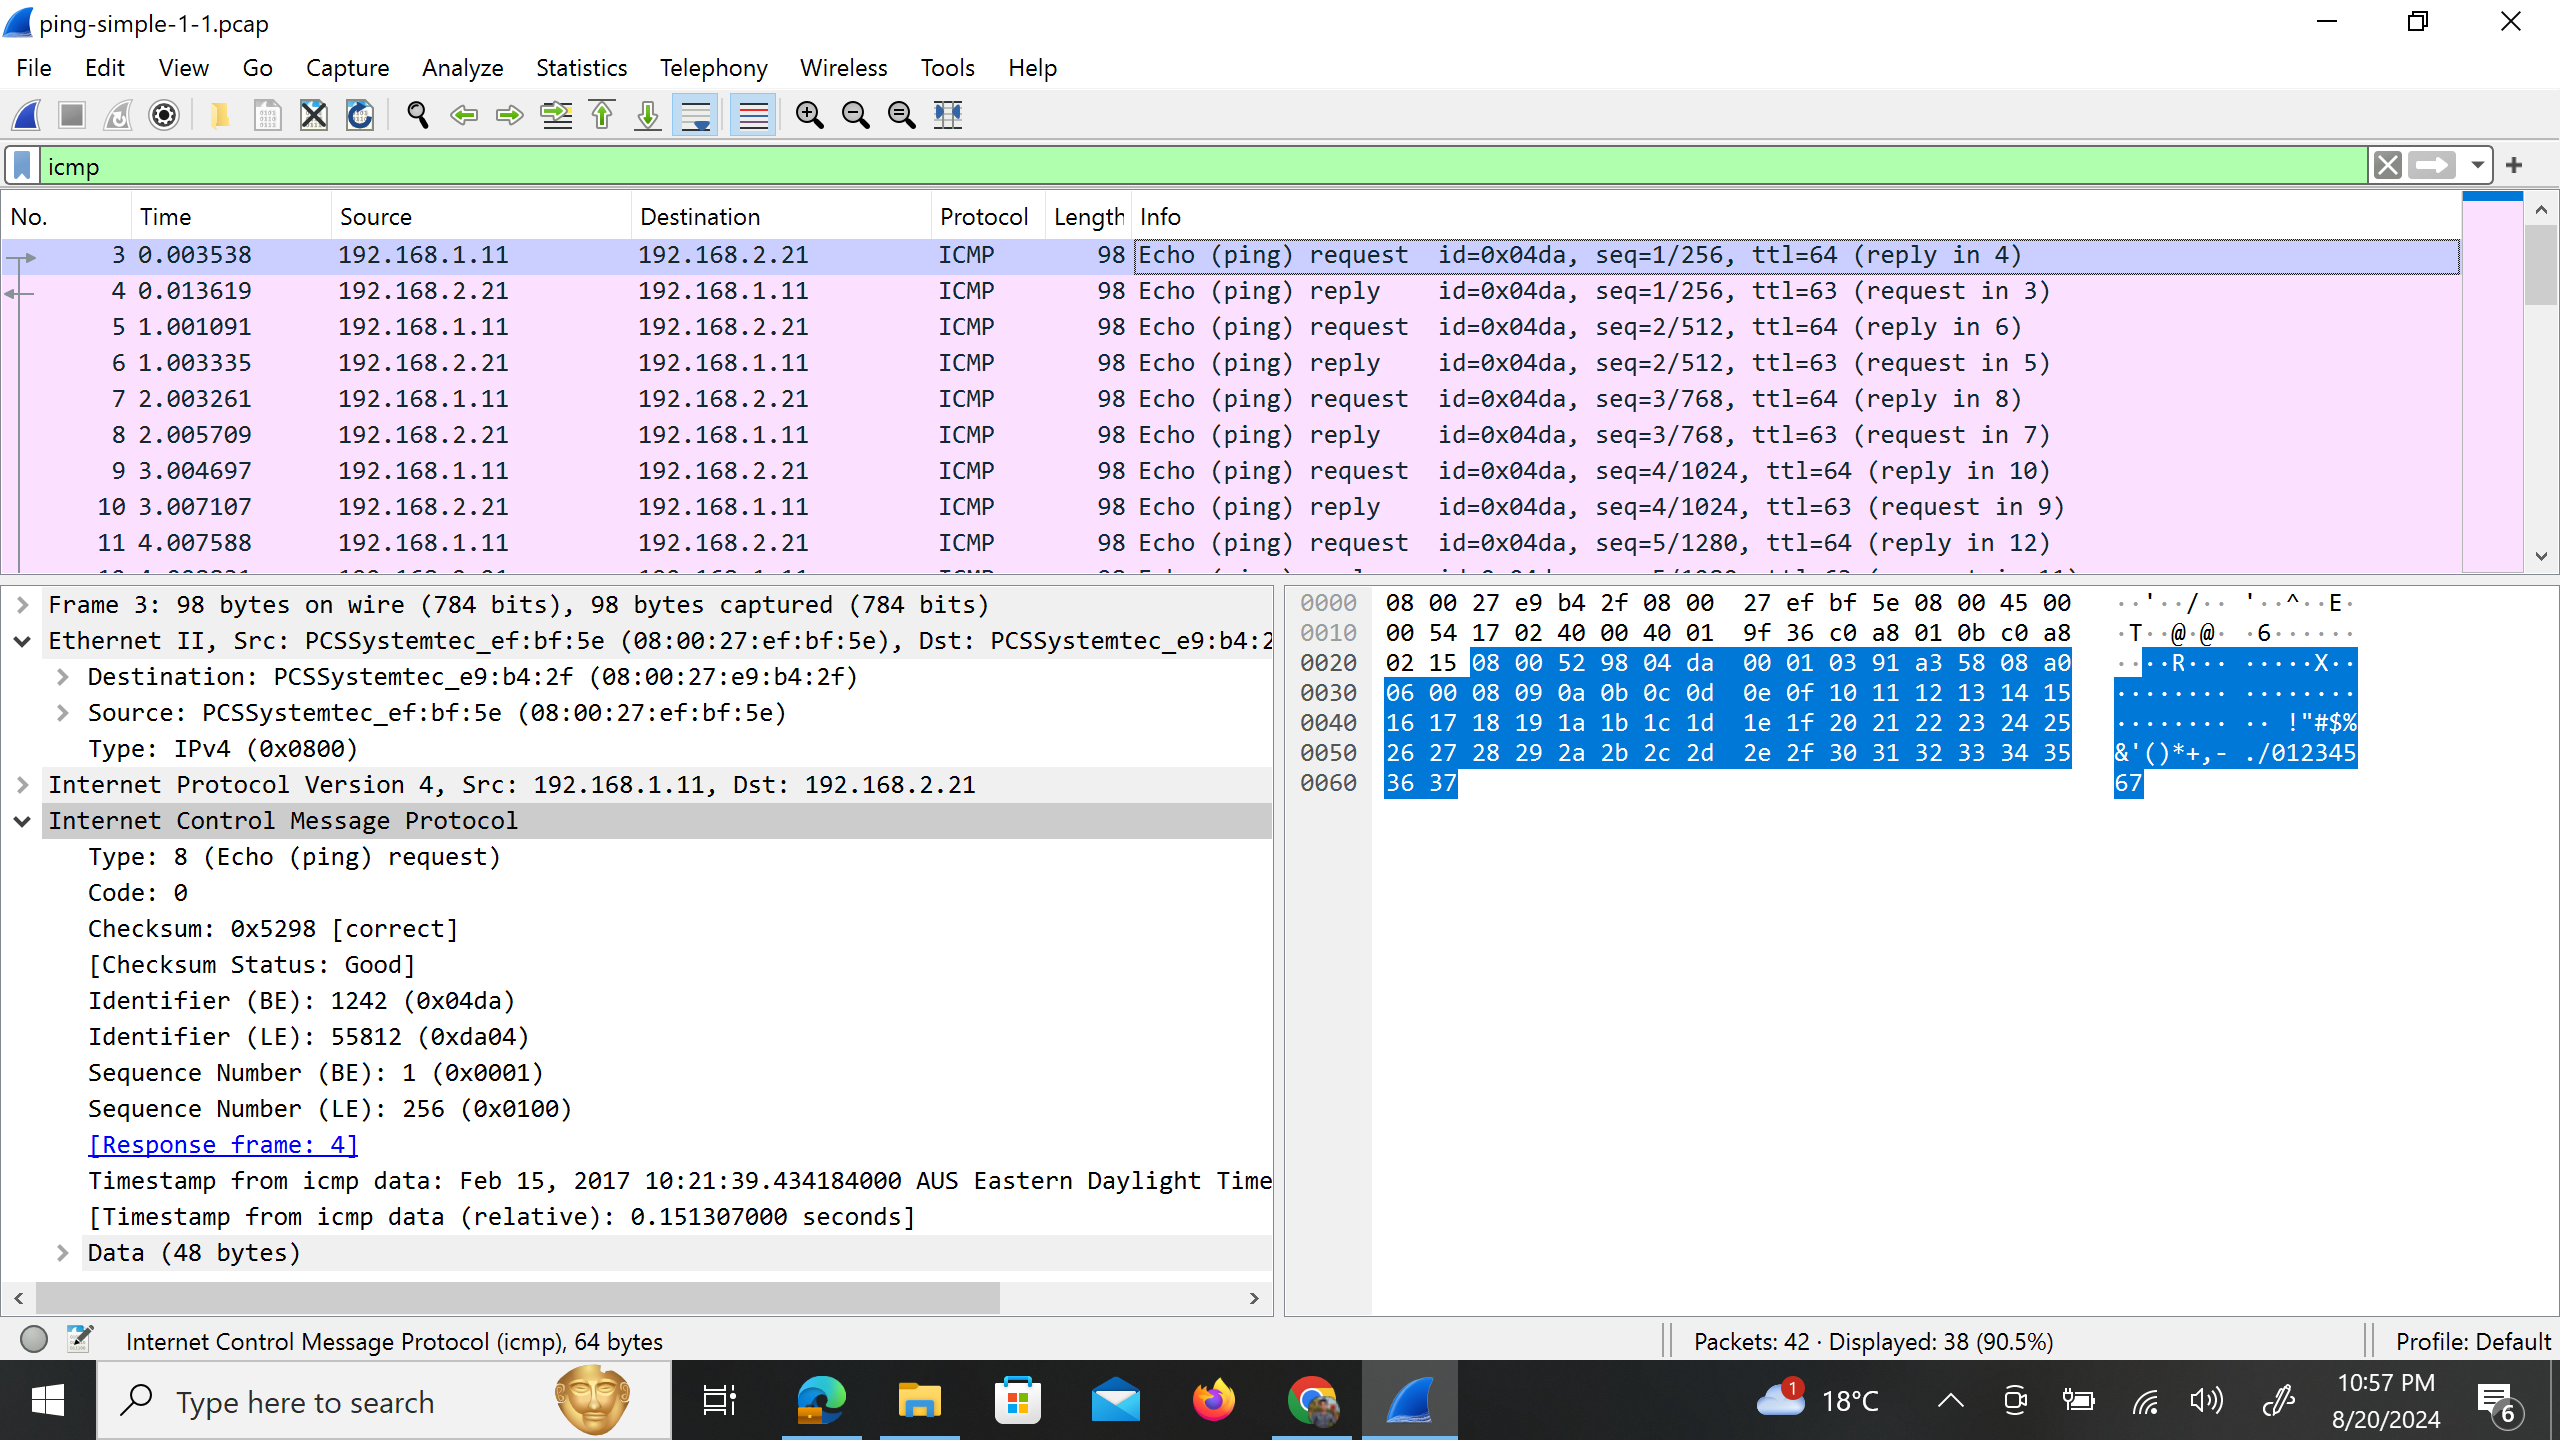 ping-simple-1-1.pcap
File Edit View Go Capture Analyze Statistics Telephony Wireless Tools Help
icmp
No. Time Source Destination Protocol Length Info
3 0.003538 192.168.1.11 192.168.2.21 ICMP 98 Echo (ping) request id=0x04da, seq=1/256, ttl=64 (reply in 4)
4 0.013619 192.168.2.21 192.168.1.11 ICMP 98 Echo (ping) reply id=0x04da, seq=1/256, ttl=63 (request in 3)
5 1.001091 192.168.1.11 192.168.2.21 ICMP 98 Echo (ping) request id=0x04da, seq=2/512, ttl=64 (reply in 6)
6 1.003335 192.168.2.21 192.168.1.11 ICMP 98 Echo (ping) reply id=0x04da, seq=2/512, ttl=63 (request in 5)
7 2.003261 192.168.1.11 192.168.2.21 ICMP 98 Echo (ping) request id=0x04da, seq=3/768, ttl=64 (reply in 8)
8 2.005709 192.168.2.21 192.168.1.11 ICMP 98 Echo (ping) reply id=0x04da, seq=3/768, ttl=63 (request in 7)
9 3.004697 192.168.1.11 192.168.2.21 ICMP 98 Echo (ping) request id=0x04da, seq=4/1024, ttl=64 (reply in 10)
10 3.007107 192.168.2.21 192.168.1.11 ICMP 98 Echo (ping) reply id=0x04da, seq=4/1024, ttl=63 (request in 9)
11 4.007588 192.168.1.11 192.168.2.21 ICMP 98 Echo (ping) request id=0x04da, seq=5/1280, ttl=64 (reply in 12)
Frame 3: 98 bytes on wire (784 bits), 98 bytes captured (784 bits)
Ethernet II, Src: PCSSystemtec_ef:bf:5e (08:00:27:ef:bf:5e), Dst: PCSSystemtec_e9:b4:2
Destination: PCSSystemtec_e9:b4:2f (08:00:27:e9:b4:2f)
Source: PCSSystemtec_ef:bf:5e (08:00:27:ef:bf:5e)
Type: IPv4 (0x0800)
Internet Protocol Version 4, Src: 192.168.1.11, Dst: 192.168.2.21
Internet Control Message Protocol
Type: 8 (Echo (ping) request)
Code: 0
Checksum: 0x5298 [correct]
[Checksum Status: Good]
Identifier (BE): 1242 (0x04da)
Identifier (LE): 55812 (0xda04)
Sequence Number (BE): 1 (0x0001)
Sequence Number (LE): 256 (0x0100)
[Response frame: 4]
Timestamp from icmp data: Feb 15, 2017 10:21:39.434184000 AUS Eastern Daylight Time
[Timestamp from icmp data (relative): 0.151307000 seconds]
Data (48 bytes)
0000 08 00 27 e9 b4 2f 08 00 27 ef bf 5e 08 00 45 00 ··'··/·· '··^··E·
0010 00 54 17 02 40 00 40 01 9f 36 c0 a8 01 0b c0 a8 ·T··@·@· ·6······
0020 02 15 08 00 52 98 04 da 00 01 03 91 a3 58 08 a0 ····R··· ·····X··
0030 06 00 08 09 0a 0b 0c 0d 0e 0f 10 11 12 13 14 15 ········ ········
0040 16 17 18 19 1a 1b 1c 1d 1e 1f 20 21 22 23 24 25 ········ ·· !"#$%
0050 26 27 28 29 2a 2b 2c 2d 2e 2f 30 31 32 33 34 35 &'()*+,- ./012345
0060 36 37 67
Internet Control Message Protocol (icmp), 64 bytes
Packets: 42 · Displayed: 38 (90.5%)
Profile: Default
Type here to search
1
18°C
10:57 PM
8/20/2024
6